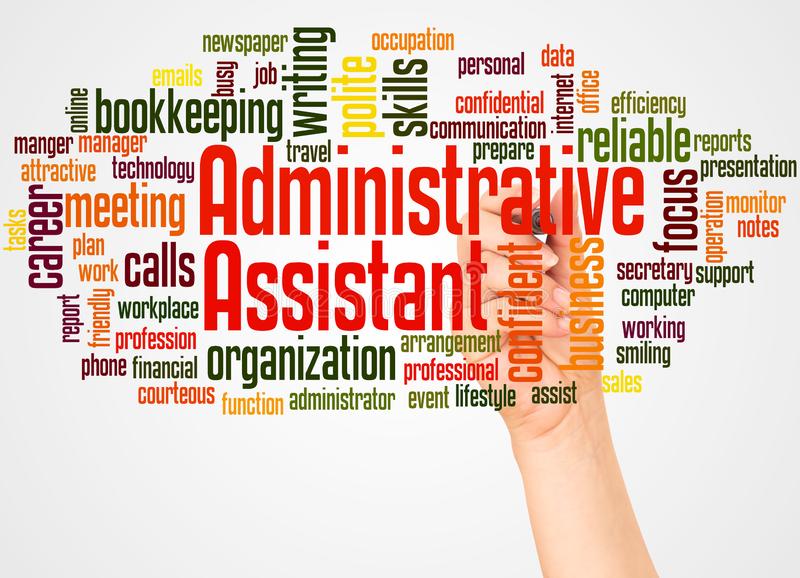 newspaper
occupation
emails
busy
job
writing
polite
skills
personal
data
internet
office
online
bookkeeping
confidential
efficiency
communication
manger
manager
travel
prepare
reliable
reports
attractive
technology
presentation
Administrative
tasks
career
meeting
focus
operation
monitor
notes
plan
work
calls
Assistant
confident
business
secretary
support
computer
report
friendly
workplace
working
profession
organization
arrangement
smiling
phone
financial
professional
sales
courteous
function
administrator
event
lifestyle
assist
dreamstime